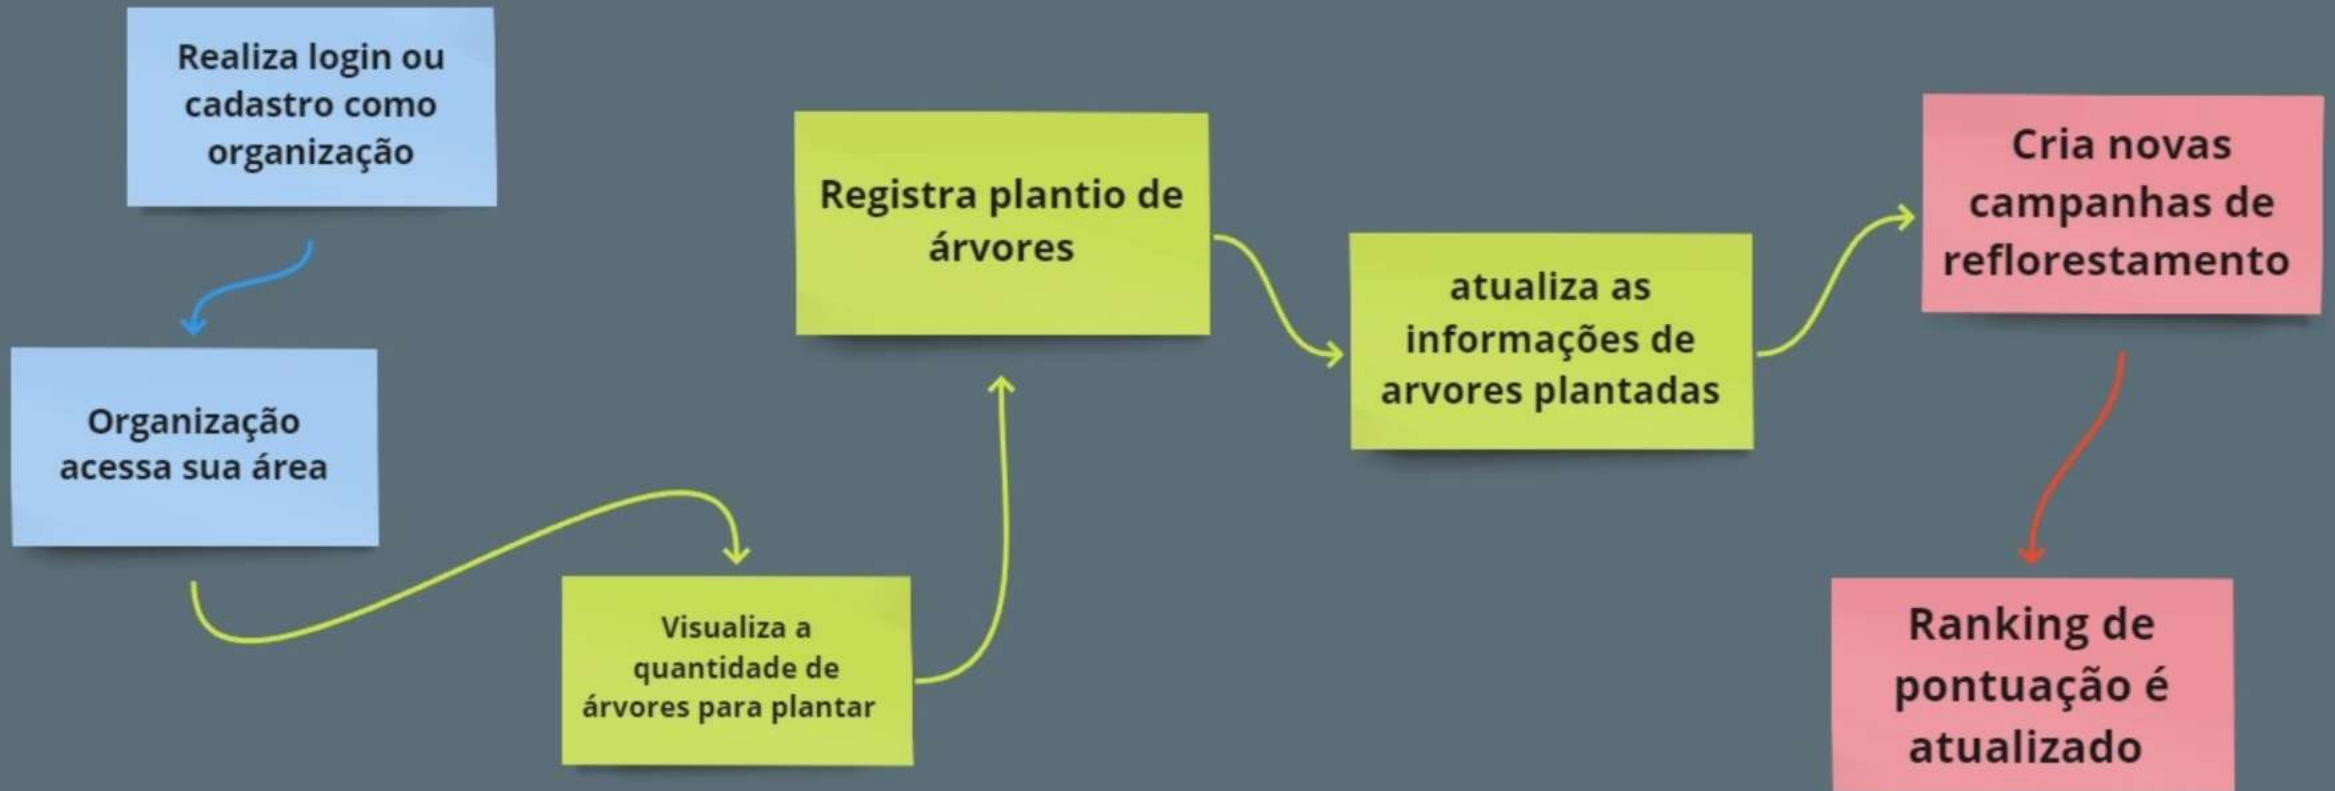 Realiza login ou
cadastro como
organização
Organização
acessa sua área
Visualiza a
quantidade de
árvores para plantar
Registra plantio de
árvores
atualiza as
informações de
arvores plantadas
Cria novas
campanhas de
reflorestamento
Ranking de
pontuação é
atualizado